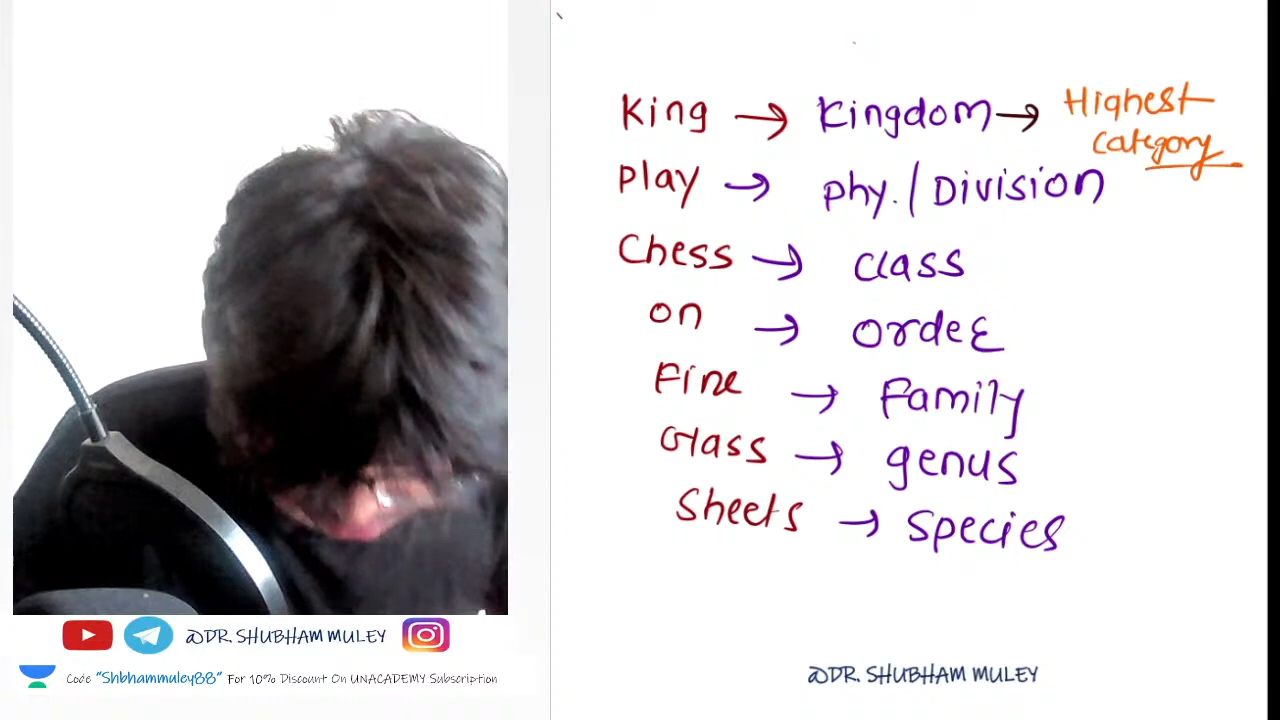 King → Kingdom → Highest
category
Play → Phy. / Division
Chess → Class
on → Order
Fine → Family
Glass → genus
Sheets → Species
@DR. SHUBHAM MULEY
Code "Shbhammuley88" For 10% Discount On UNACADEMY Subscription
@DR. SHUBHAM MULEY